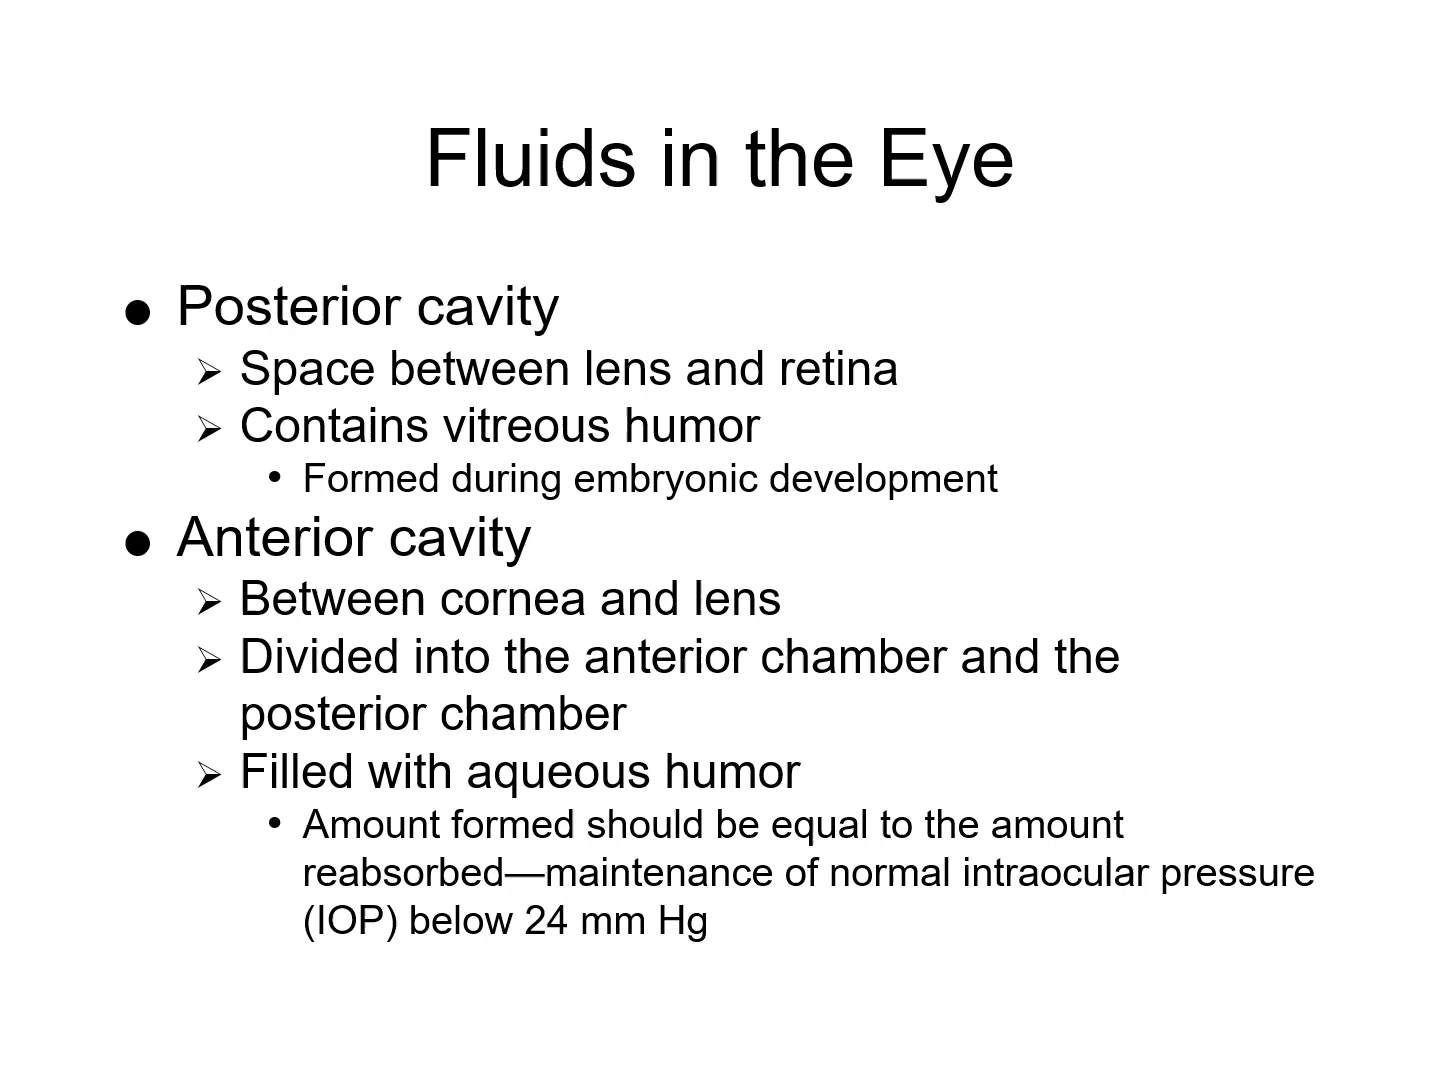 Fluids in the Eye
● Posterior cavity
➢ Space between lens and retina
➢ Contains vitreous humor
• Formed during embryonic development
● Anterior cavity
➢ Between cornea and lens
➢ Divided into the anterior chamber and the
posterior chamber
➢ Filled with aqueous humor
• Amount formed should be equal to the amount
reabsorbed—maintenance of normal intraocular pressure
(IOP) below 24 mm Hg